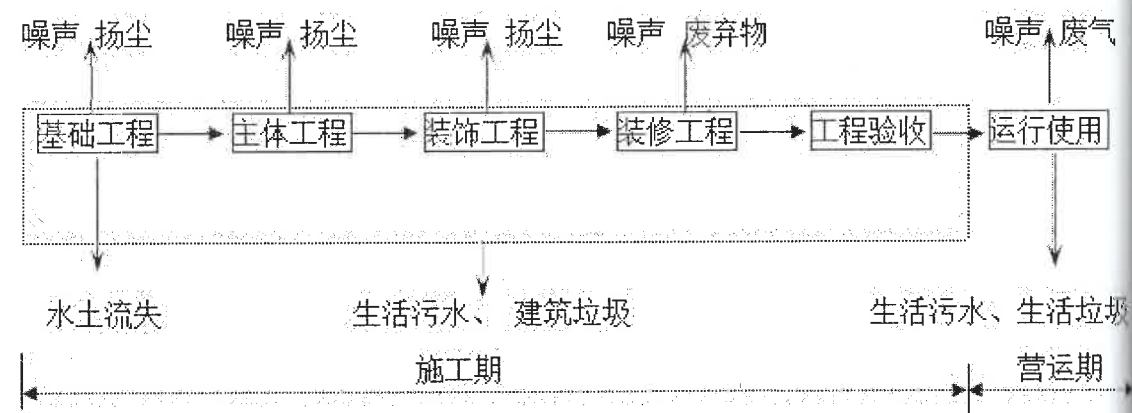 噪声 扬尘 噪声 扬尘 噪声 扬尘 噪声 废弃物 噪声 废气
基础工程 主体工程 装饰工程 装修工程 工程验收 运行使用
水土流失 生活污水、 建筑垃圾 生活污水、生活垃圾
施工期 营运期